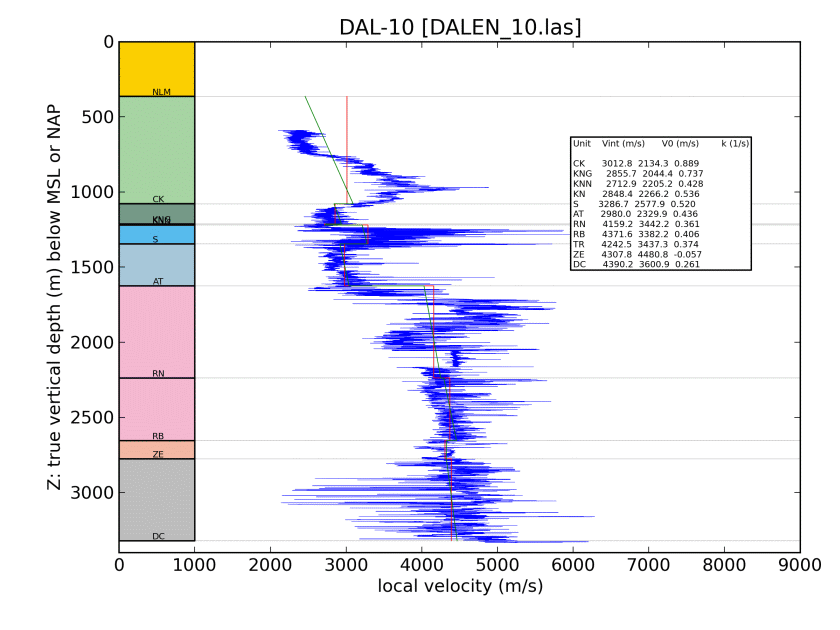 DAL-10 [DALEN_10.las]
0
500
1000
1500
2000
2500
3000
Z: true vertical depth (m) below MSL or NAP
NLM
CK
S
AT
RN
RB
ZE
DC
Unit Vint (m/s) V0 (m/s) k (1/s)
CK 3012.8 2134.3 0.889
KNG 2855.7 2044.4 0.737
KNN 2712.9 2205.2 0.428
KN 2848.4 2266.2 0.536
S 3286.7 2577.9 0.520
AT 2980.0 2329.9 0.436
RN 4159.2 3442.2 0.361
RB 4371.6 3382.2 0.406
TR 4242.5 3437.3 0.374
ZE 4307.8 4480.8 -0.057
DC 4390.2 3600.9 0.261
0 1000 2000 3000 4000 5000 6000 7000 8000 9000
local velocity (m/s)